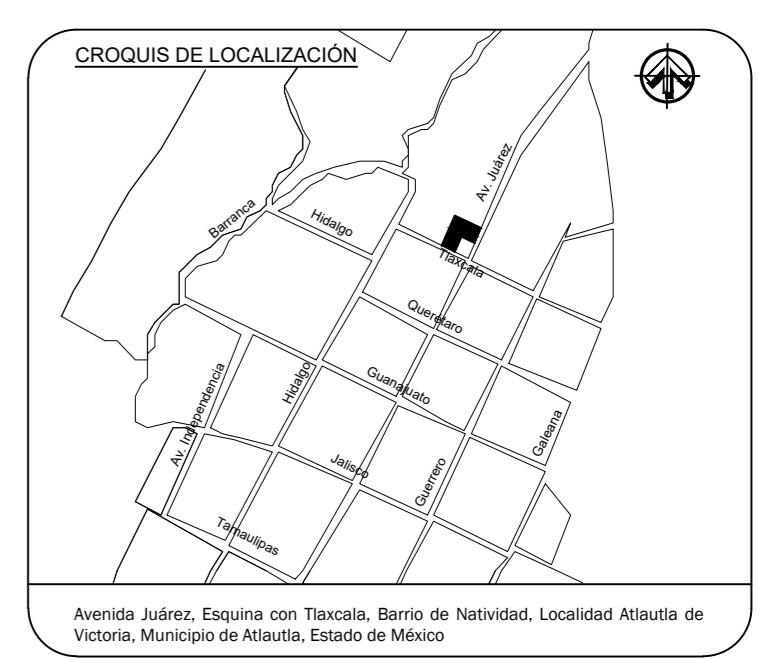 CROQUIS DE LOCALIZACIÓN
Av. Juárez
Barranca
Hidalgo
Tlaxcala
Queretaro
Guanajuato
Hidalgo
Av. Independencia
Galeana
Jalisco
Guerrero
Tamaulipas
Avenida Juárez, Esquina con Tlaxcala, Barrio de Natividad, Localidad Atlautla de
Victoria, Municipio de Atlautla, Estado de México